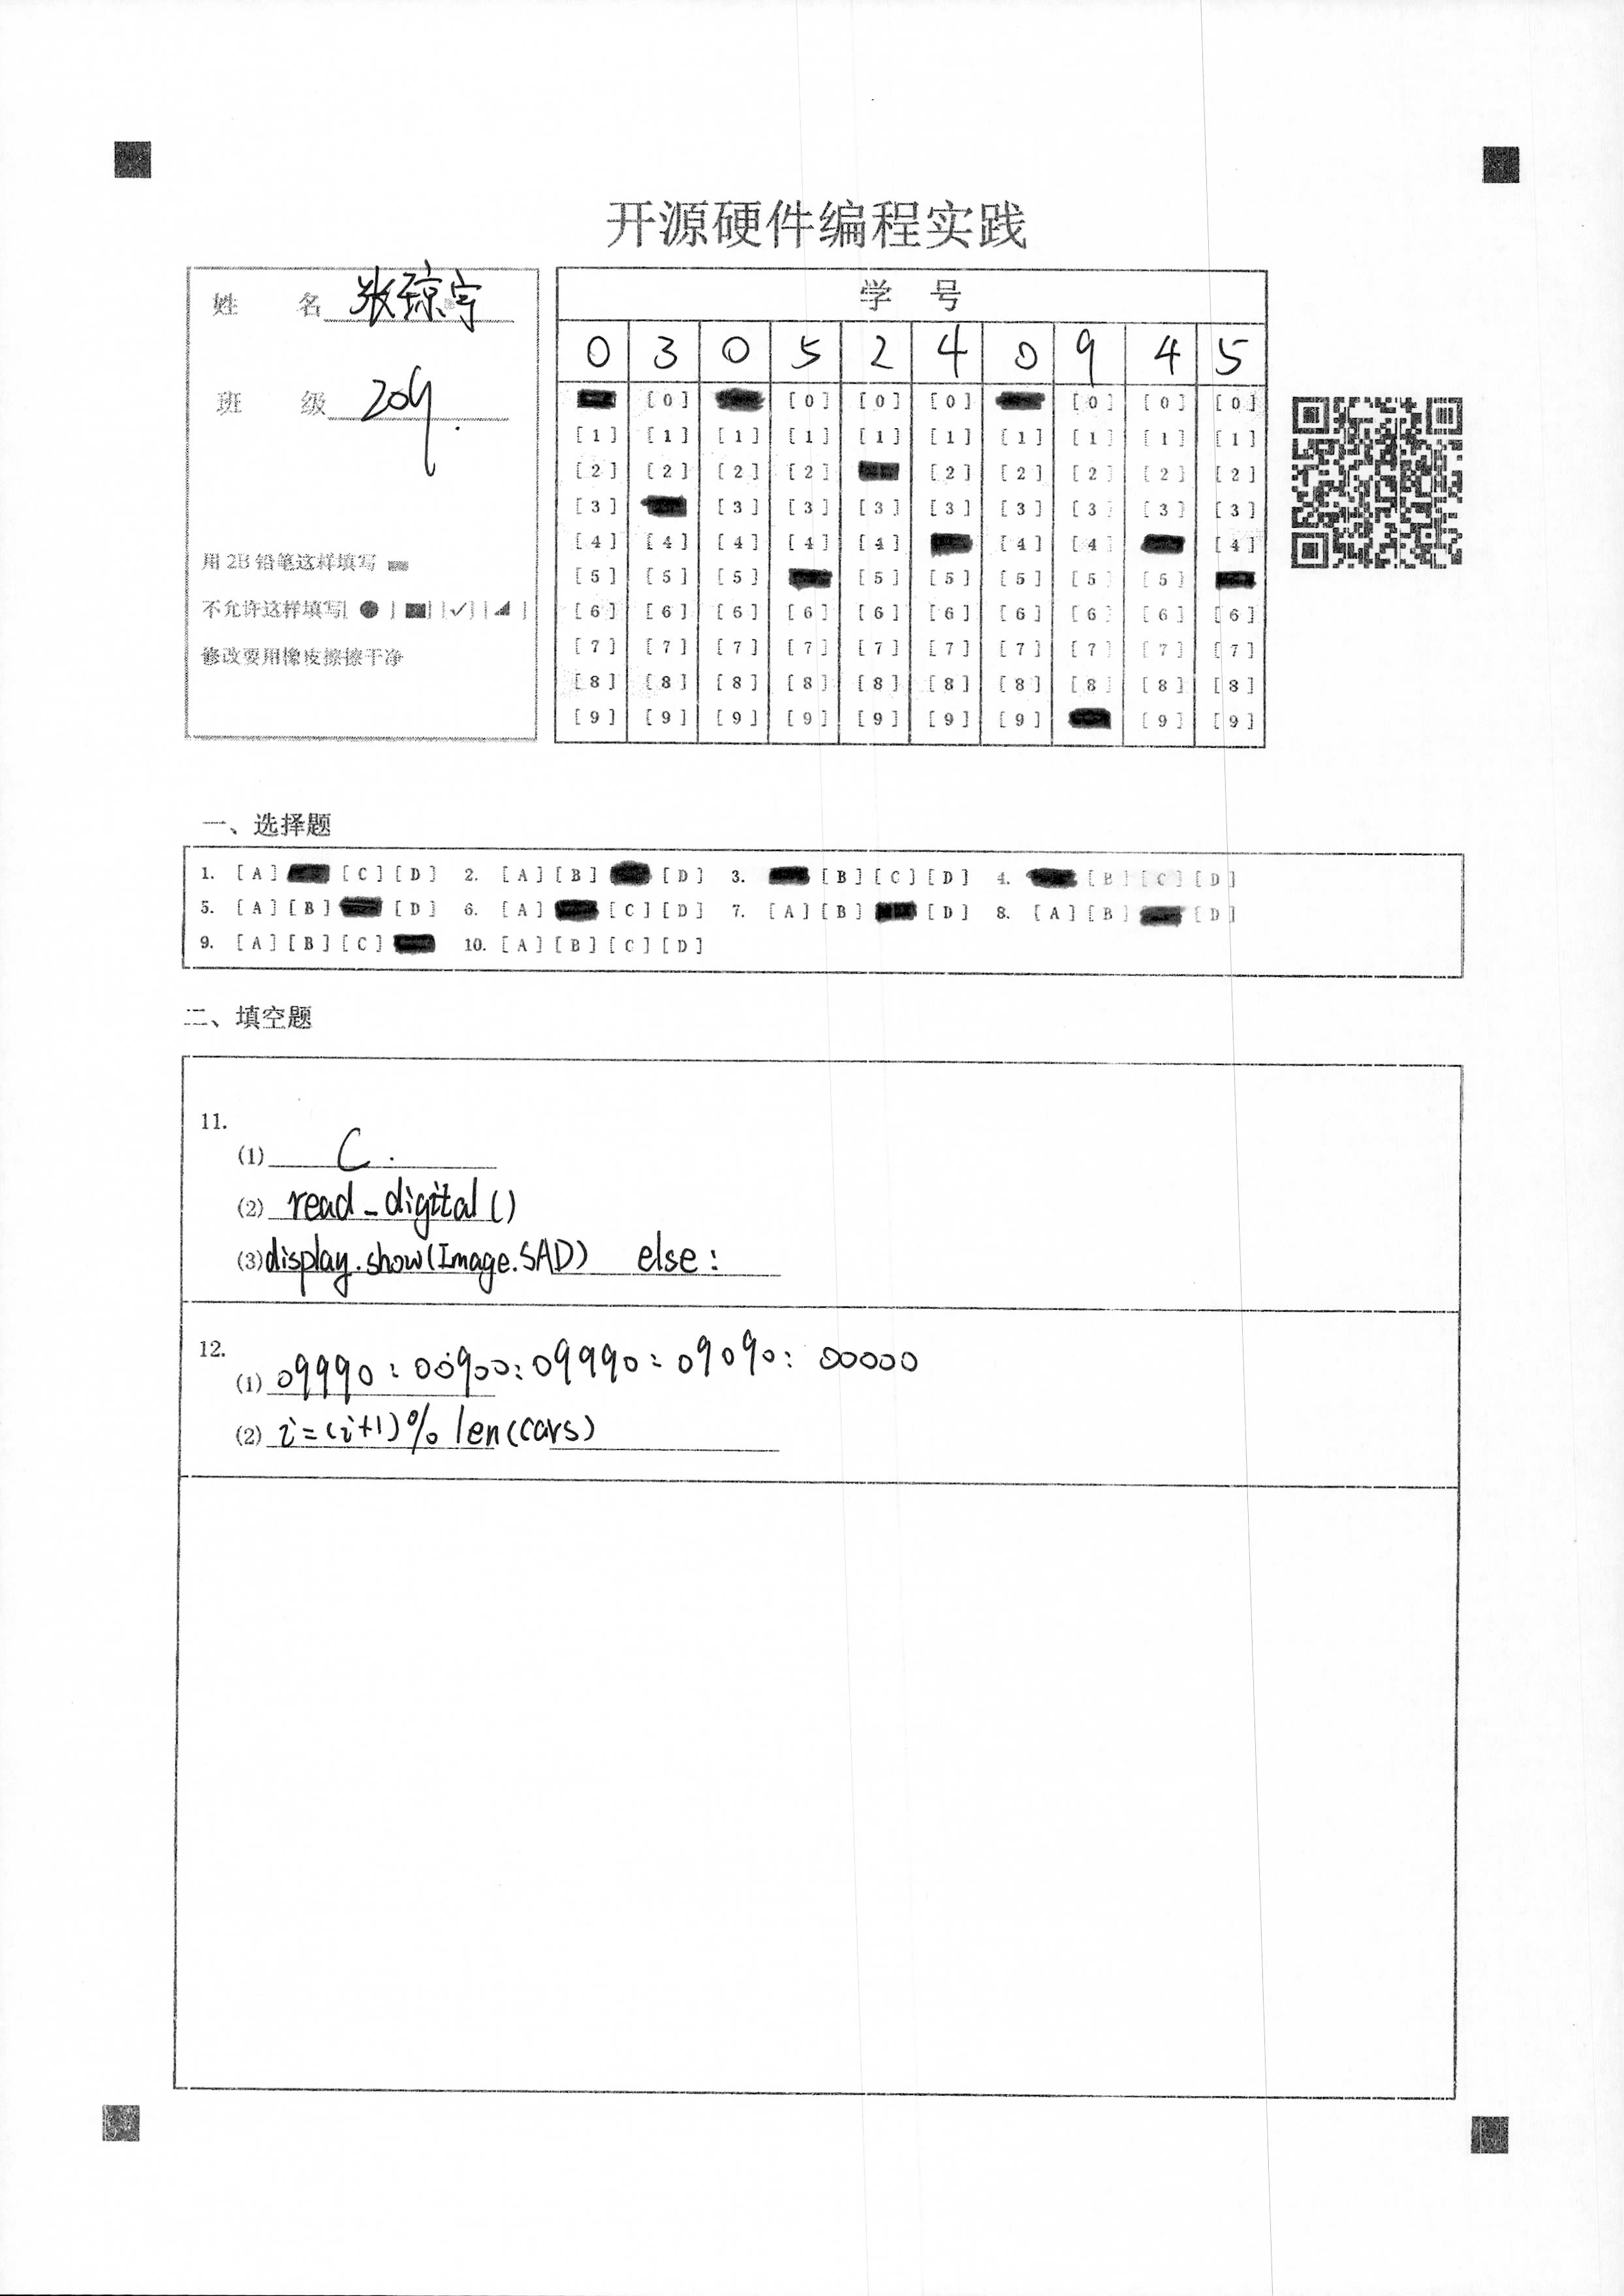 开源硬件编程实践
姓 名 张琼宇
班 级 209.
用 2B 铅笔这样填写
不允许这样填写[ ● ] [■] [✓] [◢ ]
修改要用橡皮擦擦干净
学 号
0 3 0 5 2 4 0 9 4 5
[0] [0] [0] [0] [0] [0] [0]
[1] [1] [1] [1] [1] [1] [1] [1] [1] [1]
[2] [2] [2] [2] [2] [2] [2] [2] [2]
[3] [3] [3] [3] [3] [3] [3] [3] [3]
[4] [4] [4] [4] [4] [4] [4] [4]
[5] [5] [5] [5] [5] [5] [5] [5]
[6] [6] [6] [6] [6] [6] [6] [6] [6] [6]
[7] [7] [7] [7] [7] [7] [7] [7] [7] [7]
[8] [8] [8] [8] [8] [8] [8] [8] [8] [8]
[9] [9] [9] [9] [9] [9] [9] [9] [9]
一、选择题
1. [A] [C] [D] 2. [A] [B] [D] 3. [B] [C] [D] 4. [B] [C] [D]
5. [A] [B] [D] 6. [A] [C] [D] 7. [A] [B] [D] 8. [A] [B] [D]
9. [A] [B] [C] 10. [A] [B] [C] [D]
二、填空题
11.
(1) C.
(2) read_digital()
(3) display.show(Image.SAD) else:
12.
(1) 09990:00900:09990:09090:00000
(2) i=(i+1)% len(cars)